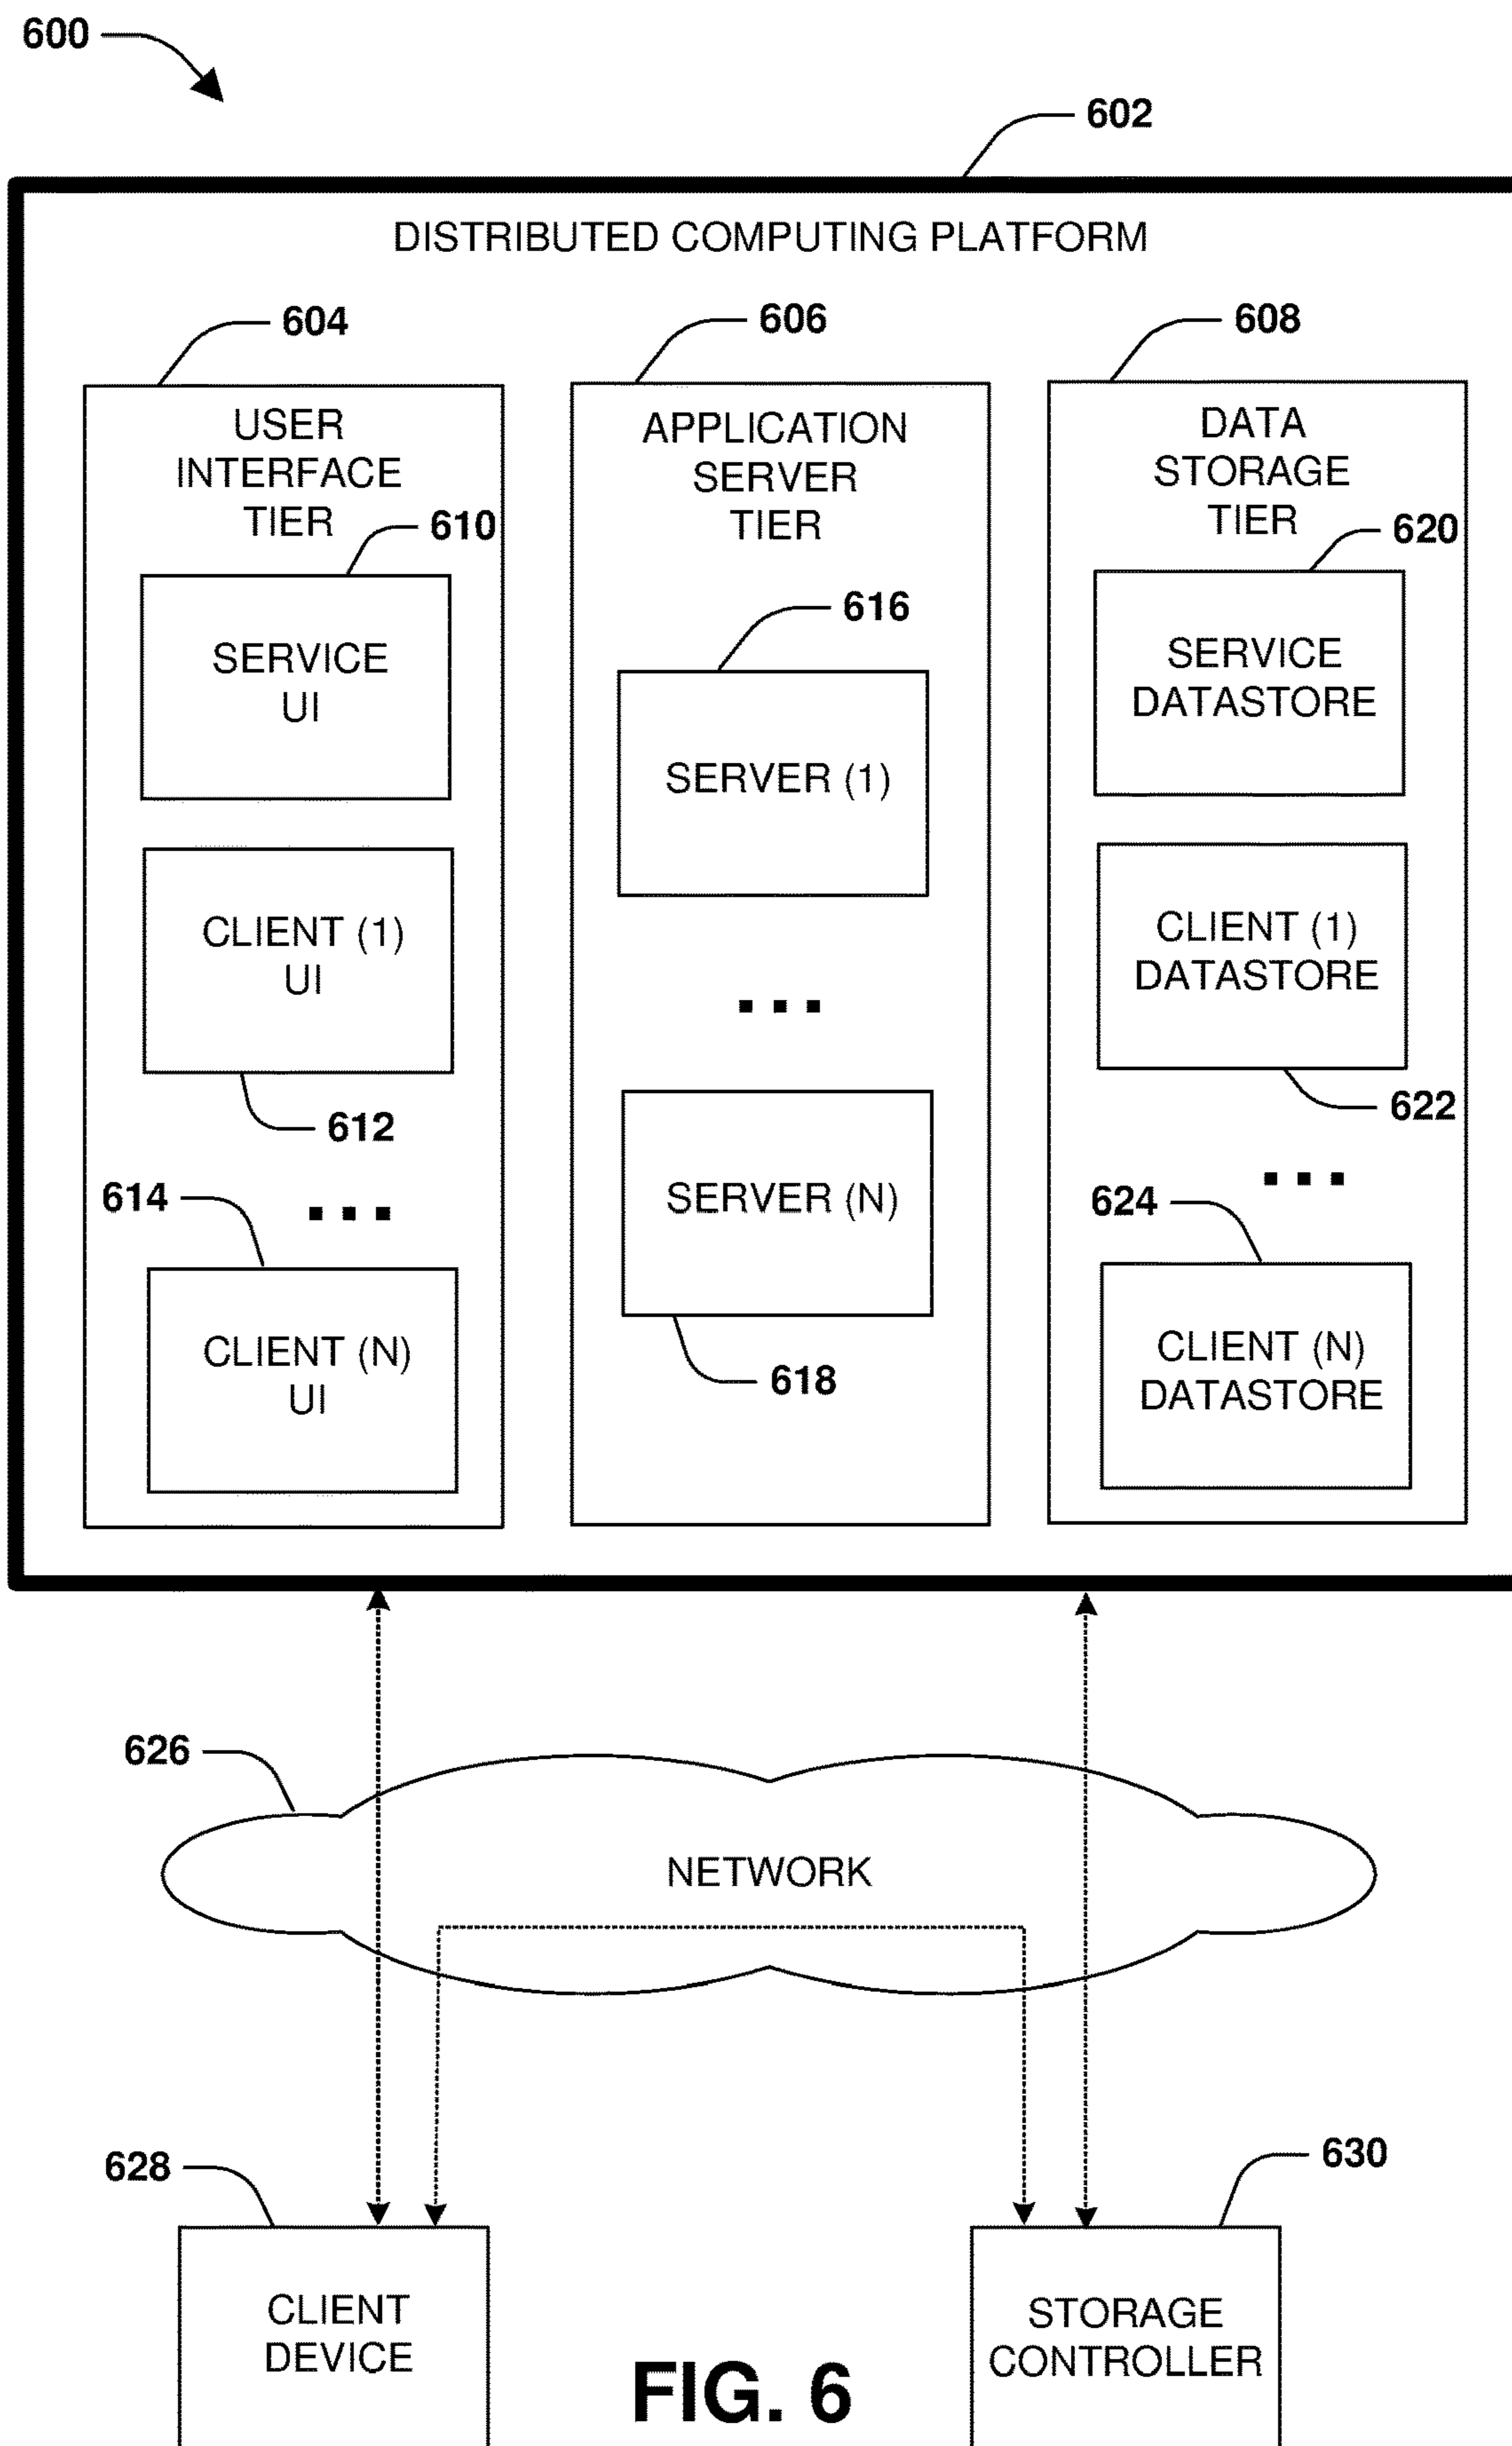 600
602
DISTRIBUTED COMPUTING PLATFORM
604
606
608
USER
INTERFACE
TIER
610
SERVICE
UI
CLIENT (1)
UI
612
614
...
CLIENT (N)
UI
APPLICATION
SERVER
TIER
616
SERVER (1)
...
SERVER (N)
618
DATA
STORAGE
TIER
620
SERVICE
DATASTORE
CLIENT (1)
DATASTORE
622
...
624
CLIENT (N)
DATASTORE
626
NETWORK
628
630
CLIENT
DEVICE
STORAGE
CONTROLLER
FIG. 6